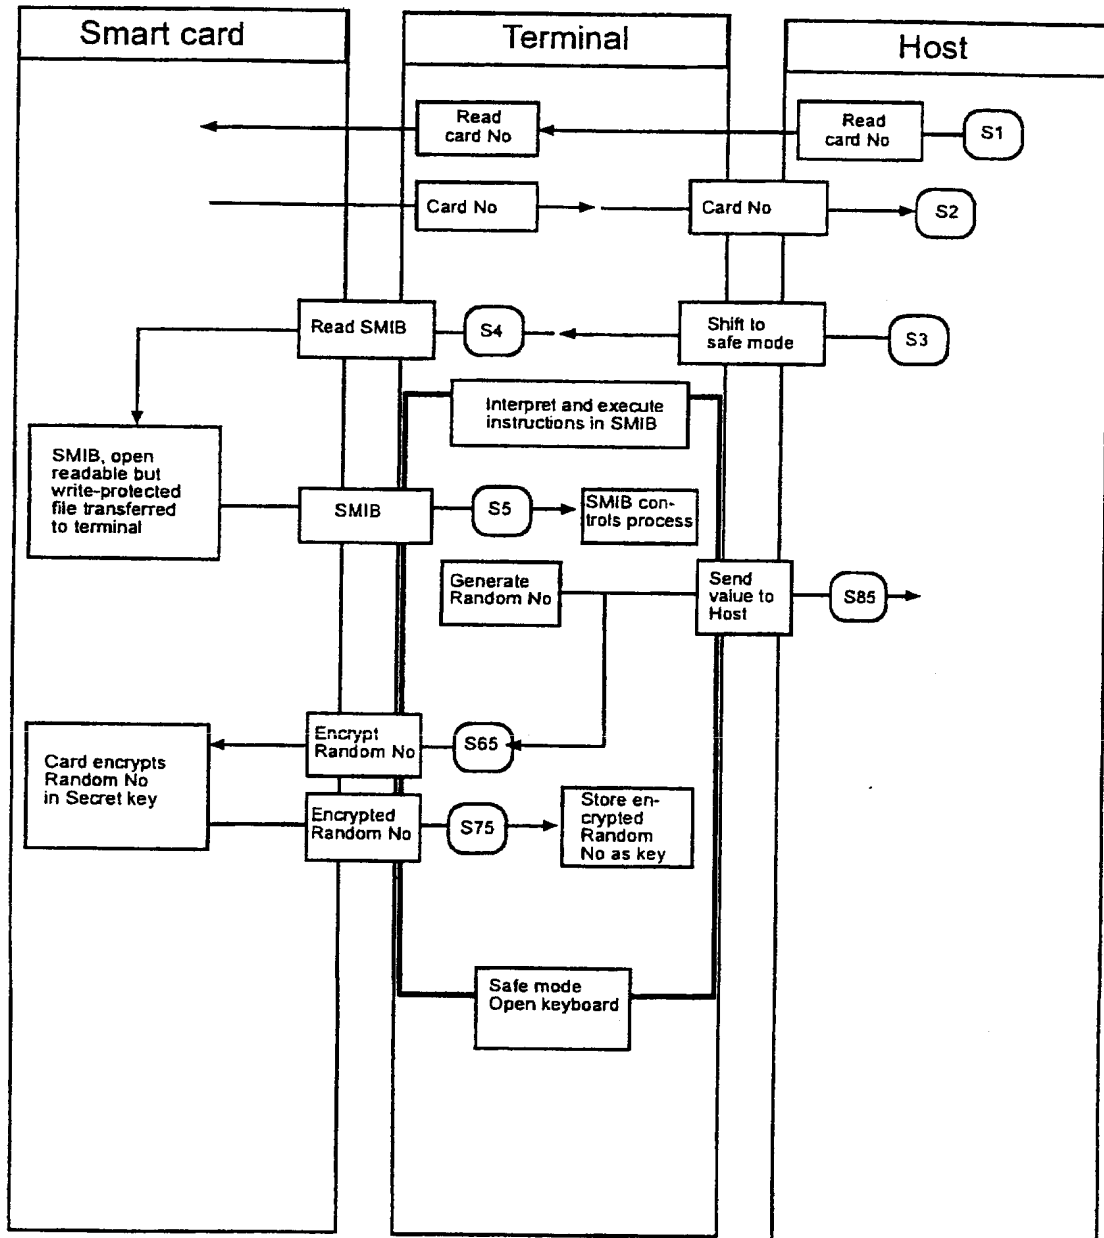 Smart card
Terminal
Host
Read
card No
Read
card No
S1
Card No
Card No
S2
Read SMIB
S4
Shift to
safe mode
S3
Interpret and execute
instructions in SMIB
SMIB, open
readable but
write-protected
file transferred
to terminal
SMIB
S5
SMIB con-
trols process
Generate
Random No
Send
value to
Host
S85
Card encrypts
Random No
in Secret key
Encrypt
Random No
S65
Encrypted
Random No
S75
Store en-
crypted
Random
No as key
Safe mode
Open keyboard